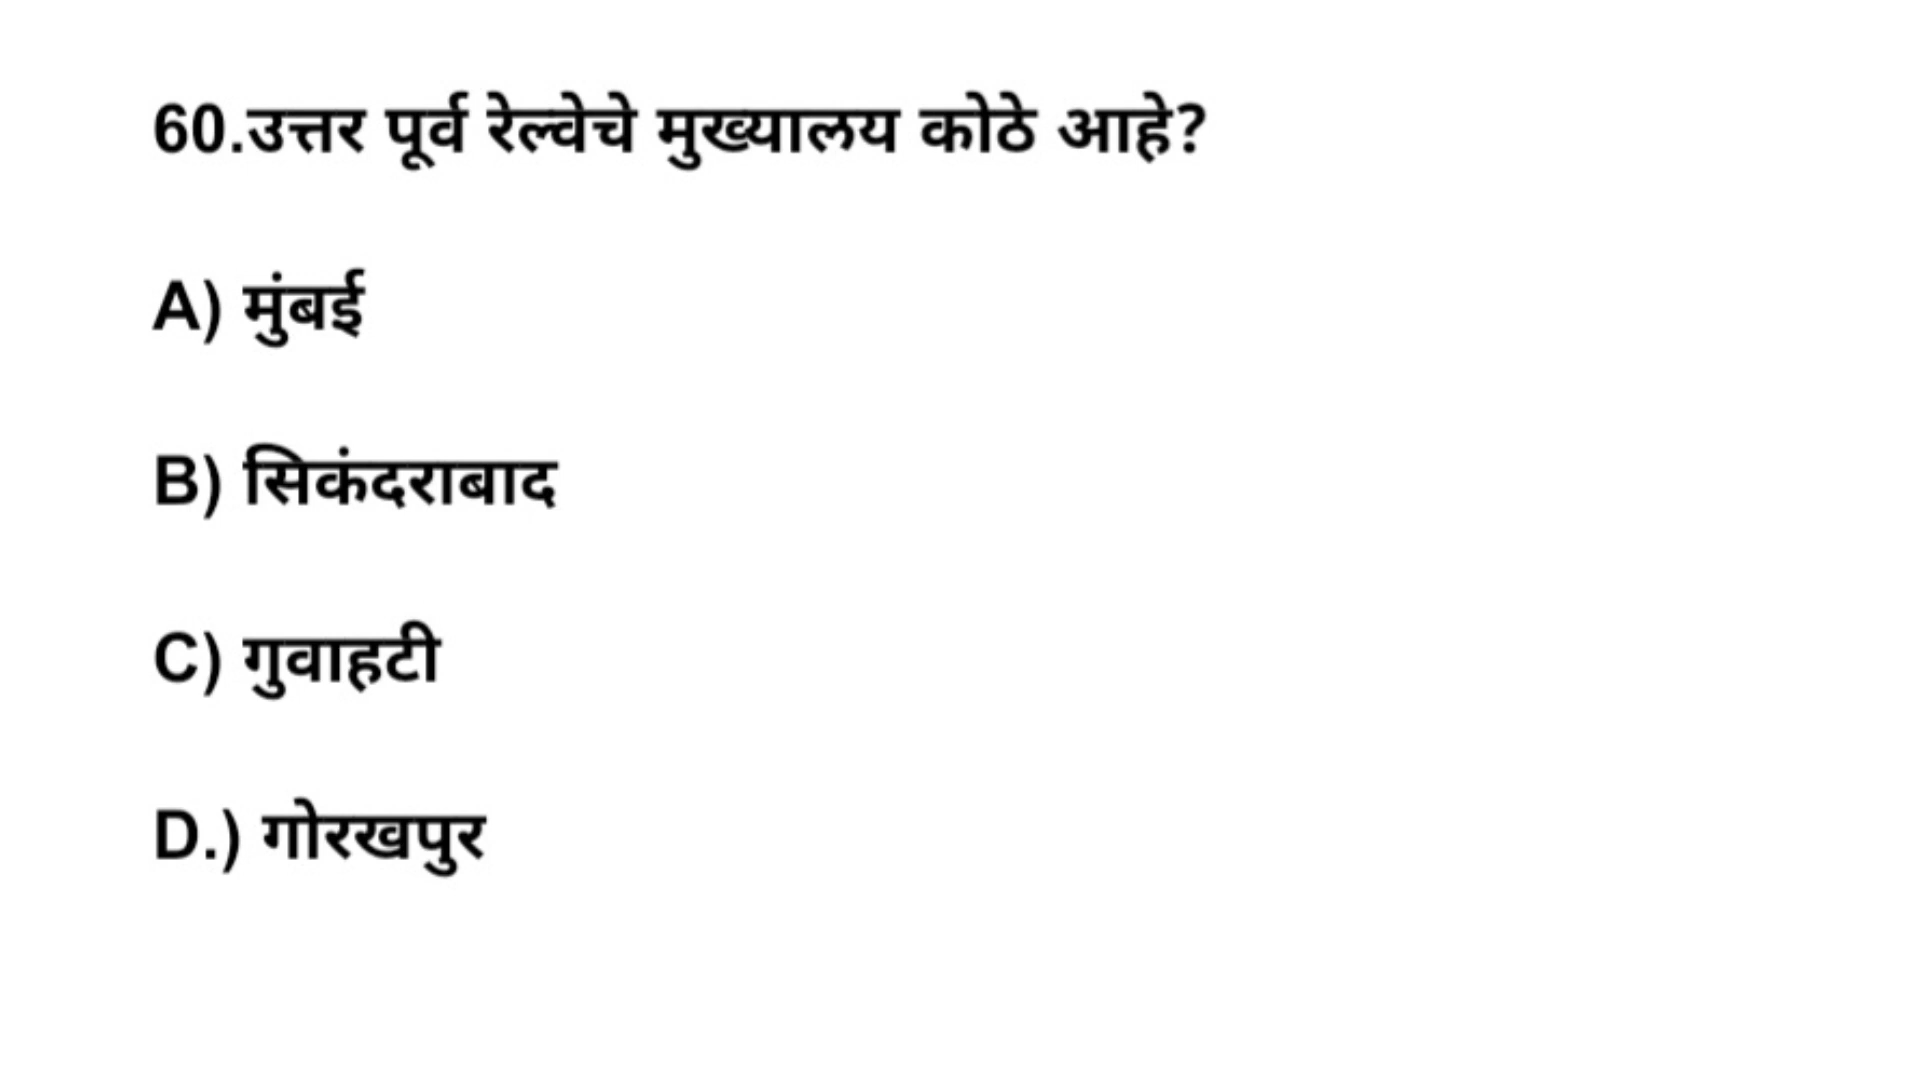 60.उत्तर पूर्व रेल्वेचे मुख्यालय कोठे आहे?
A) मुंबई
B) सिकंदराबाद
C) गुवाहटी
D.) गोरखपुर